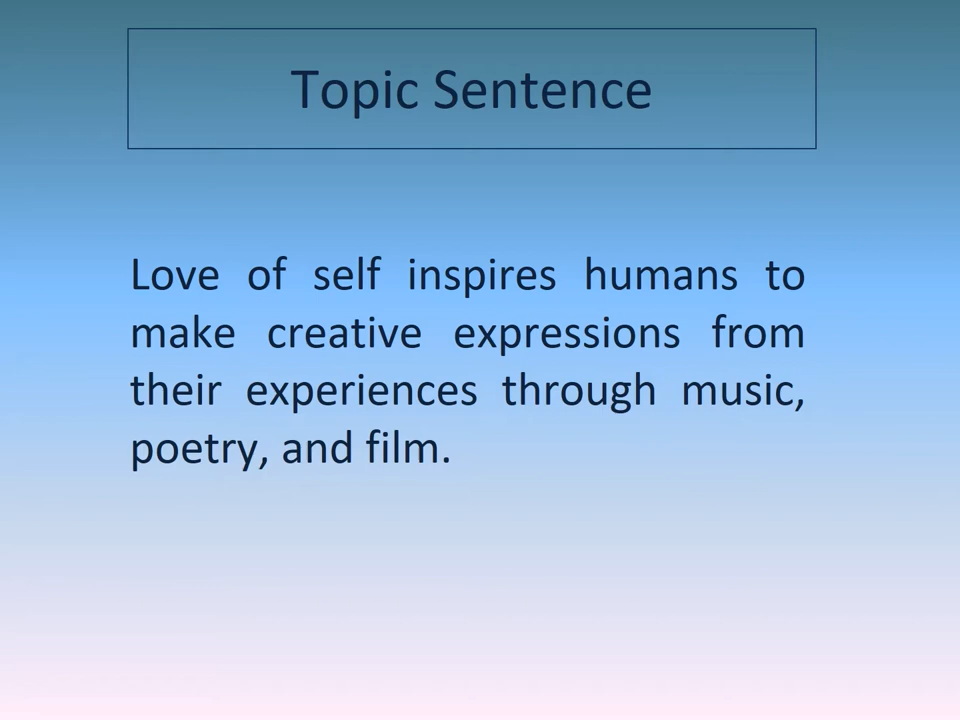 Topic Sentence
Love of self inspires humans to
make creative expressions from
their experiences through music,
poetry, and film.